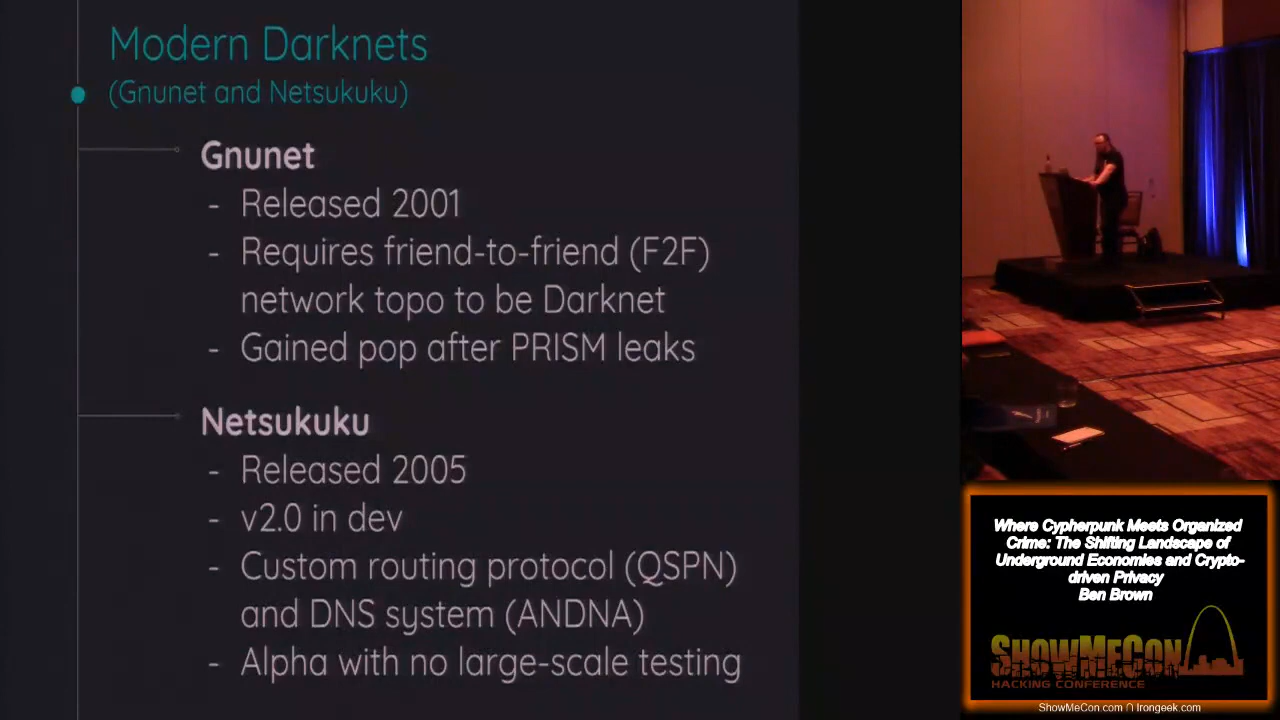 Modern Darknets
(Gnunet and Netsukuku)
Gnunet
- Released 2001
- Requires friend-to-friend (F2F)
network topo to be Darknet
- Gained pop after PRISM leaks
Netsukuku
- Released 2005
- v2.0 in dev
- Custom routing protocol (QSPN)
and DNS system (ANDNA)
- Alpha with no large-scale testing
Where Cypherpunk Meets Organized
Crime: The Shifting Landscape of
Underground Economies and Crypto-
driven Privacy
Ben Brown
SHOWMECON
HACKING CONFERENCE
ShowMeCon.com ∩ Irongeek.com